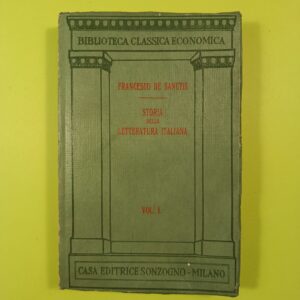 BIBLIOTECA CLASSICA ECONOMICA
FRANCESCO DE SANCTIS
STORIA
DELLA
LETTERATURA ITALIANA
VOL. I.
CASA EDITRICE SONZOGNO - MILANO